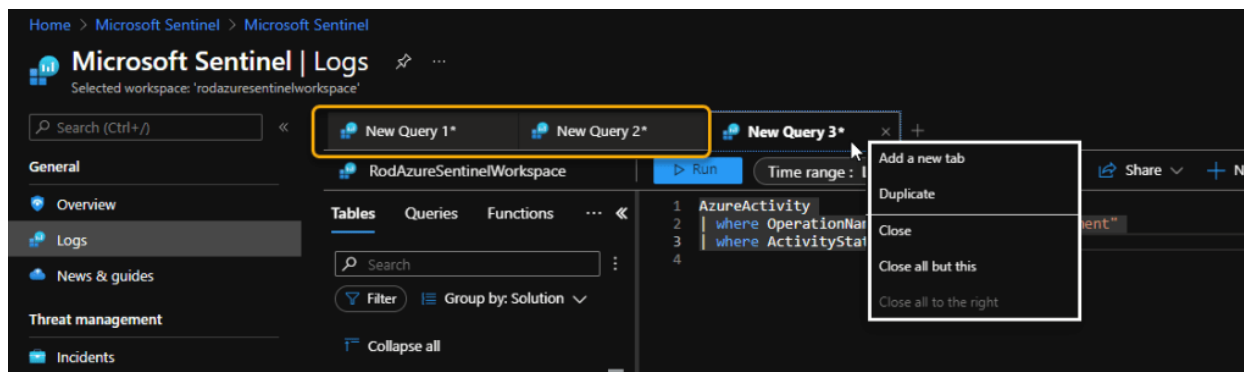 Home > Microsoft Sentinel > Microsoft Sentinel
Microsoft Sentinel | Logs
Selected workspace: 'rodazuresentinelworkspace'
Search (Ctrl+/)
New Query 1*
New Query 2*
New Query 3*
General
Overview
Logs
News & guides
Threat management
Incidents
RodAzureSentinelWorkspace
Run
Time range :
Share
Tables Queries Functions
Search
Filter
Group by: Solution
Collapse all
1 AzureActivity
2 | where OperationNa
3 | where ActivityStat
4
Add a new tab
Duplicate
Close
Close all but this
Close all to the right